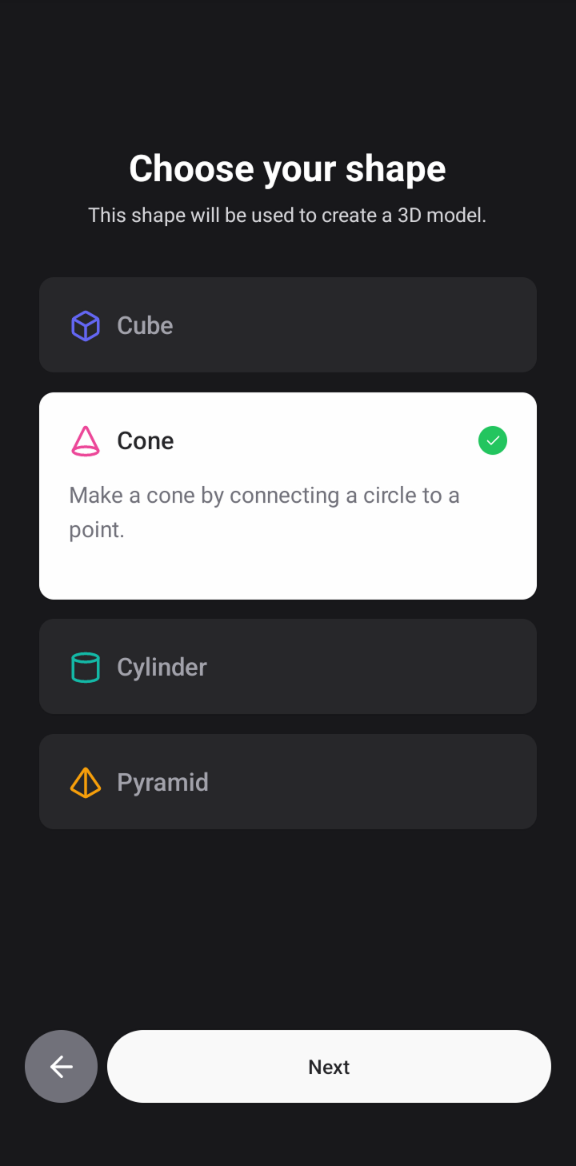 Choose your shape
This shape will be used to create a 3D model.
Cube
Cone
Make a cone by connecting a circle to a
point.
Cylinder
Pyramid
Next